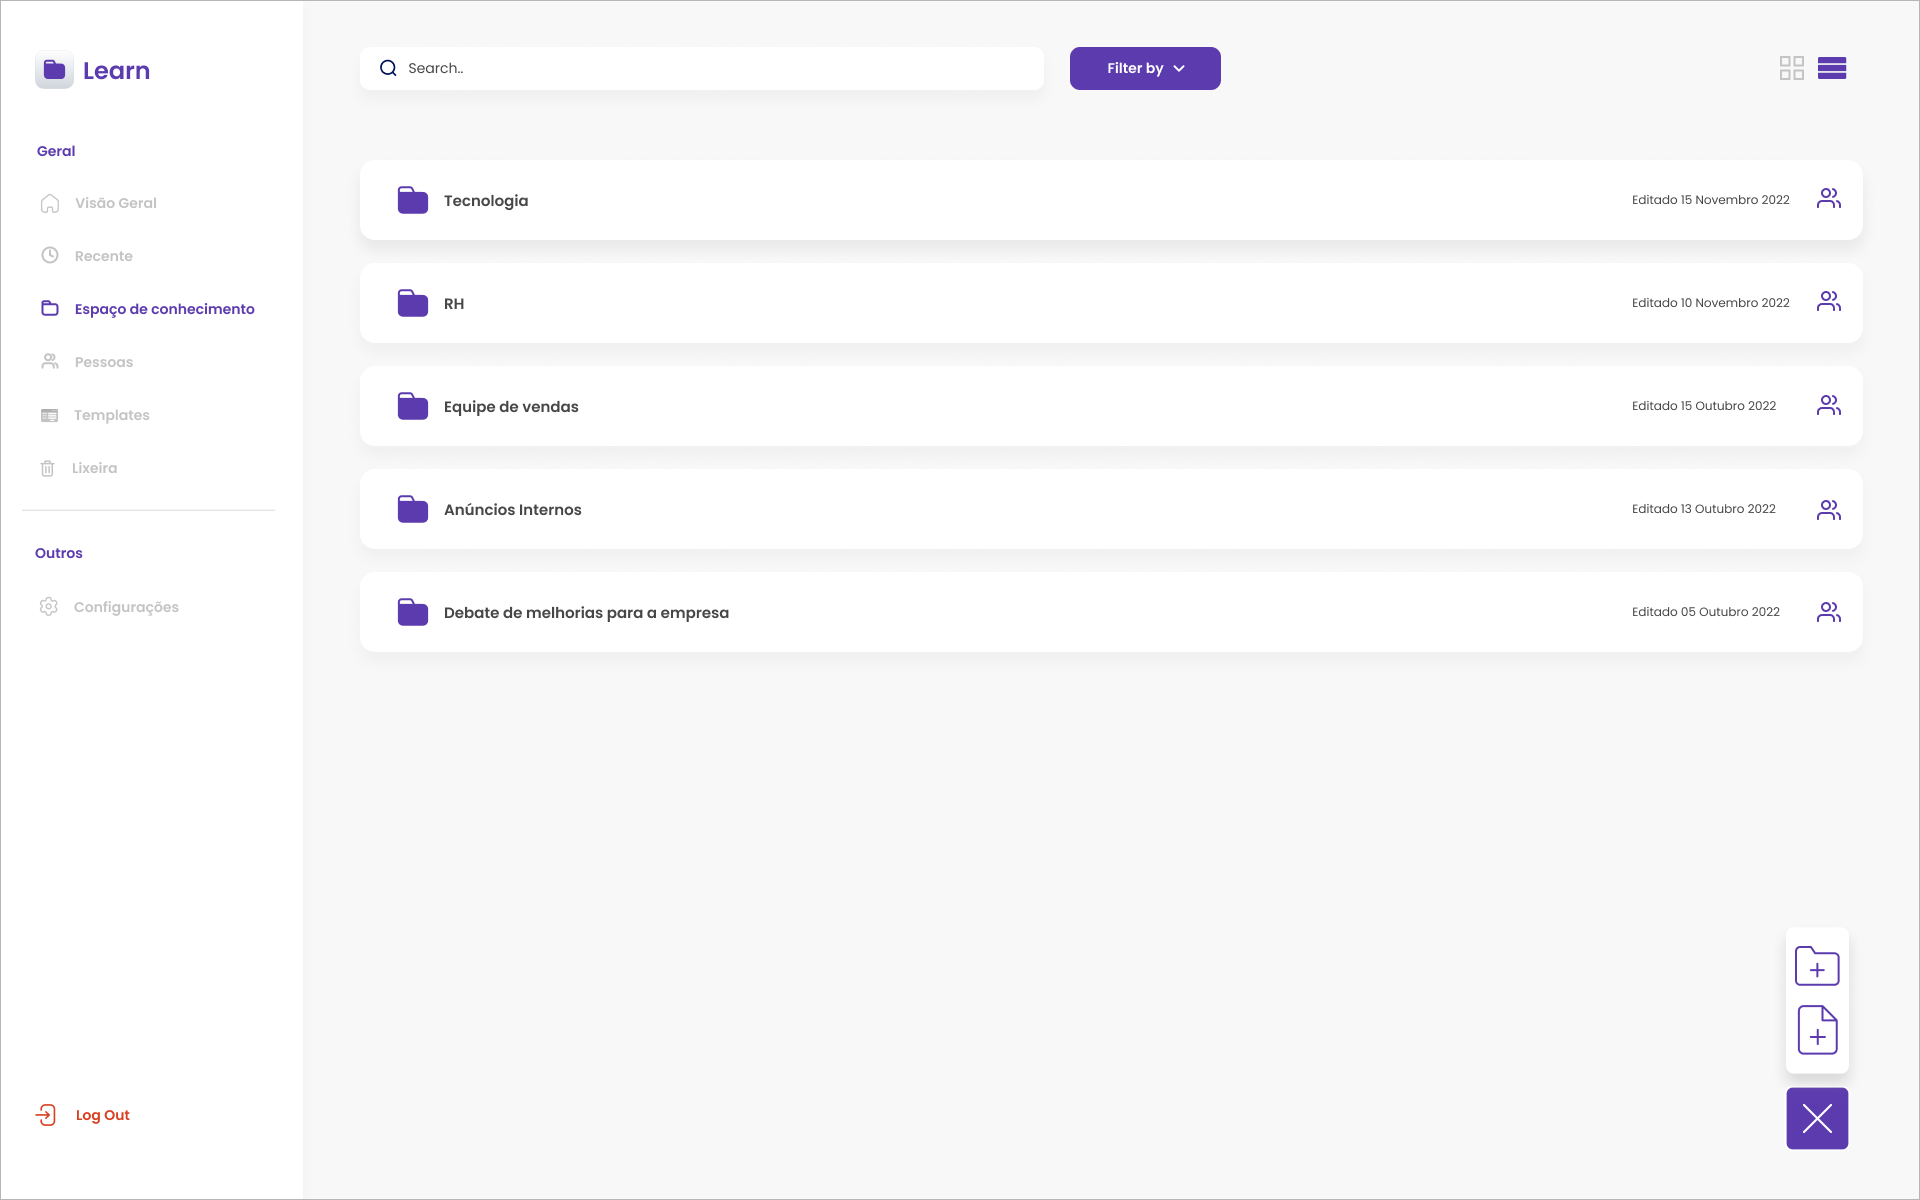 Learn
Geral
Visão Geral
Recente
Espaço de conhecimento
Pessoas
Templates
Lixeira
Outros
Configurações
Log Out
Search..
Filter by
Tecnologia
Editado 15 Novembro 2022
RH
Editado 10 Novembro 2022
Equipe de vendas
Editado 15 Outubro 2022
Anúncios Internos
Editado 13 Outubro 2022
Debate de melhorias para a empresa
Editado 05 Outubro 2022